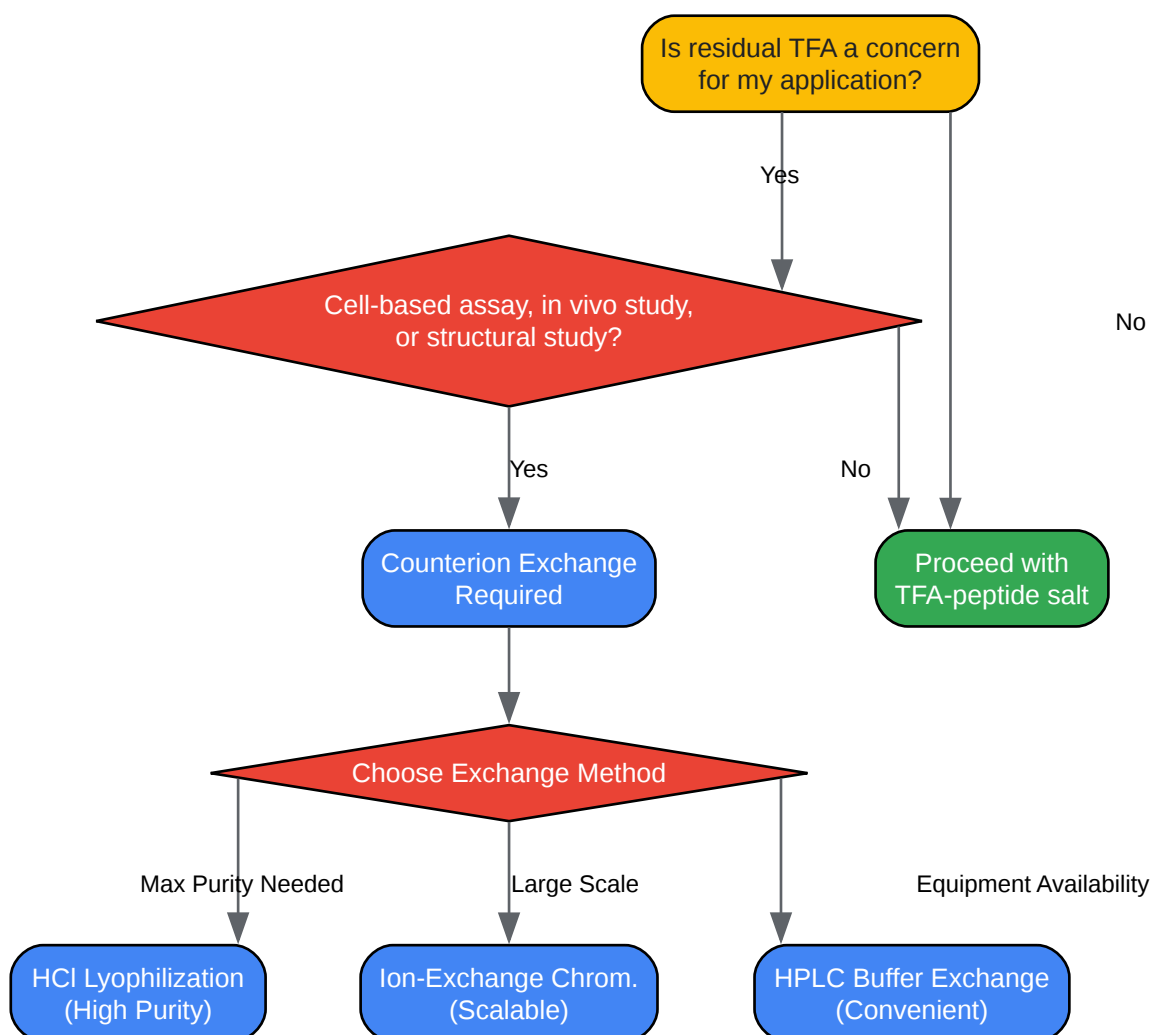 Is residual TFA a concern
for my application?
Yes
Cell-based assay, in vivo study,
or structural study?
No
Yes
No
Counterion Exchange
Required
Proceed with
TFA-peptide salt
Choose Exchange Method
Max Purity Needed
Large Scale
Equipment Availability
HCl Lyophilization
(High Purity)
Ion-Exchange Chrom.
(Scalable)
HPLC Buffer Exchange
(Convenient)